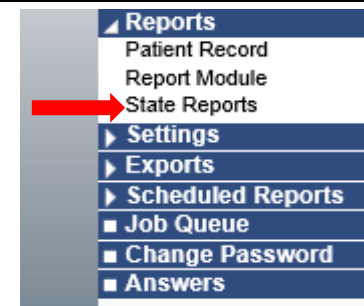 Reports
Patient Record
Report Module
State Reports
Settings
Exports
Scheduled Reports
Job Queue
Change Password
Answers